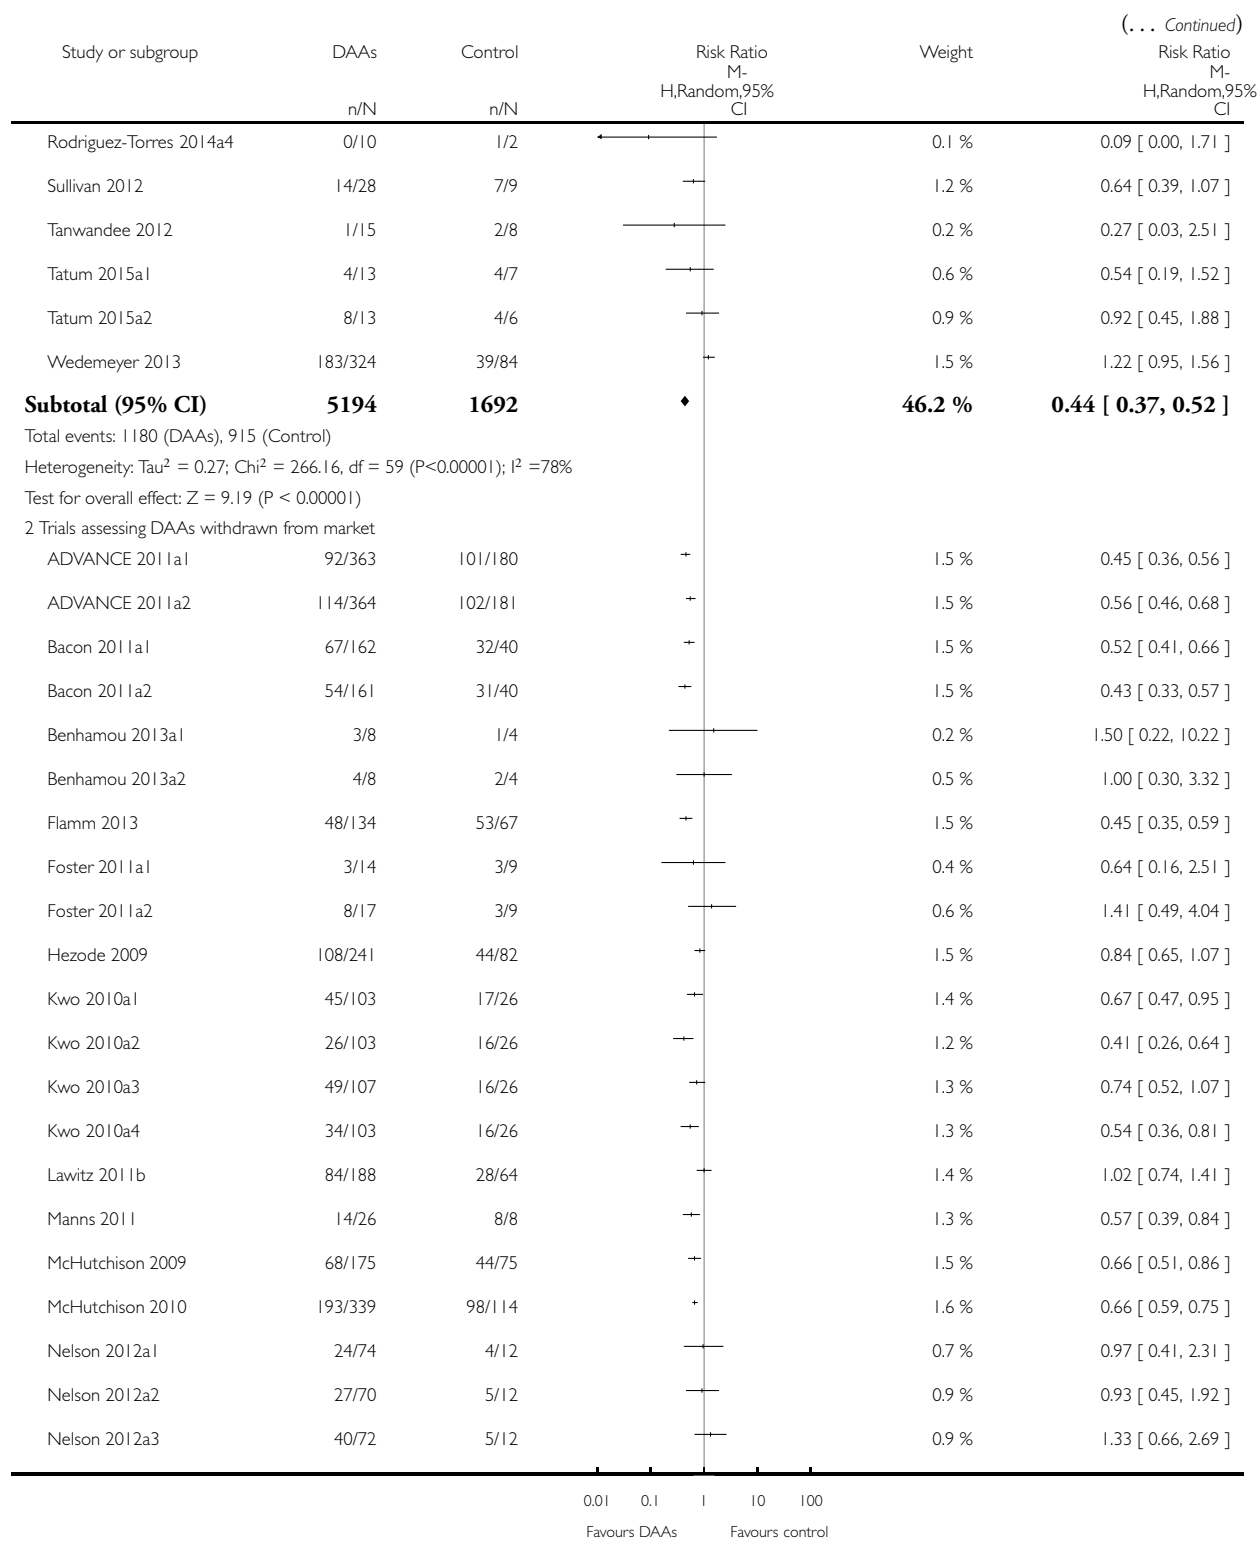 (... Continued)
Study or subgroup DAAs Control Risk Ratio Weight Risk Ratio
M- M-
H,Random,95% H,Random,95%
n/N n/N CI CI
Rodriguez-Torres 2014a4 0/10 1/2 0.1 % 0.09 [ 0.00, 1.71 ]
Sullivan 2012 14/28 7/9 1.2 % 0.64 [ 0.39, 1.07 ]
Tanwandee 2012 1/15 2/8 0.2 % 0.27 [ 0.03, 2.51 ]
Tatum 2015a1 4/13 4/7 0.6 % 0.54 [ 0.19, 1.52 ]
Tatum 2015a2 8/13 4/6 0.9 % 0.92 [ 0.45, 1.88 ]
Wedemeyer 2013 183/324 39/84 1.5 % 1.22 [ 0.95, 1.56 ]
Subtotal (95% CI) 5194 1692 46.2 % 0.44 [ 0.37, 0.52 ]
Total events: 1180 (DAAs), 915 (Control)
Heterogeneity: Tau² = 0.27; Chi² = 266.16, df = 59 (P<0.00001); I² =78%
Test for overall effect: Z = 9.19 (P < 0.00001)
2 Trials assessing DAAs withdrawn from market
ADVANCE 2011a1 92/363 101/180 1.5 % 0.45 [ 0.36, 0.56 ]
ADVANCE 2011a2 114/364 102/181 1.5 % 0.56 [ 0.46, 0.68 ]
Bacon 2011a1 67/162 32/40 1.5 % 0.52 [ 0.41, 0.66 ]
Bacon 2011a2 54/161 31/40 1.5 % 0.43 [ 0.33, 0.57 ]
Benhamou 2013a1 3/8 1/4 0.2 % 1.50 [ 0.22, 10.22 ]
Benhamou 2013a2 4/8 2/4 0.5 % 1.00 [ 0.30, 3.32 ]
Flamm 2013 48/134 53/67 1.5 % 0.45 [ 0.35, 0.59 ]
Foster 2011a1 3/14 3/9 0.4 % 0.64 [ 0.16, 2.51 ]
Foster 2011a2 8/17 3/9 0.6 % 1.41 [ 0.49, 4.04 ]
Hezode 2009 108/241 44/82 1.5 % 0.84 [ 0.65, 1.07 ]
Kwo 2010a1 45/103 17/26 1.4 % 0.67 [ 0.47, 0.95 ]
Kwo 2010a2 26/103 16/26 1.2 % 0.41 [ 0.26, 0.64 ]
Kwo 2010a3 49/107 16/26 1.3 % 0.74 [ 0.52, 1.07 ]
Kwo 2010a4 34/103 16/26 1.3 % 0.54 [ 0.36, 0.81 ]
Lawitz 2011b 84/188 28/64 1.4 % 1.02 [ 0.74, 1.41 ]
Manns 2011 14/26 8/8 1.3 % 0.57 [ 0.39, 0.84 ]
McHutchison 2009 68/175 44/75 1.5 % 0.66 [ 0.51, 0.86 ]
McHutchison 2010 193/339 98/114 1.6 % 0.66 [ 0.59, 0.75 ]
Nelson 2012a1 24/74 4/12 0.7 % 0.97 [ 0.41, 2.31 ]
Nelson 2012a2 27/70 5/12 0.9 % 0.93 [ 0.45, 1.92 ]
Nelson 2012a3 40/72 5/12 0.9 % 1.33 [ 0.66, 2.69 ]
0.01 0.1 1 10 100
Favours DAAs Favours control